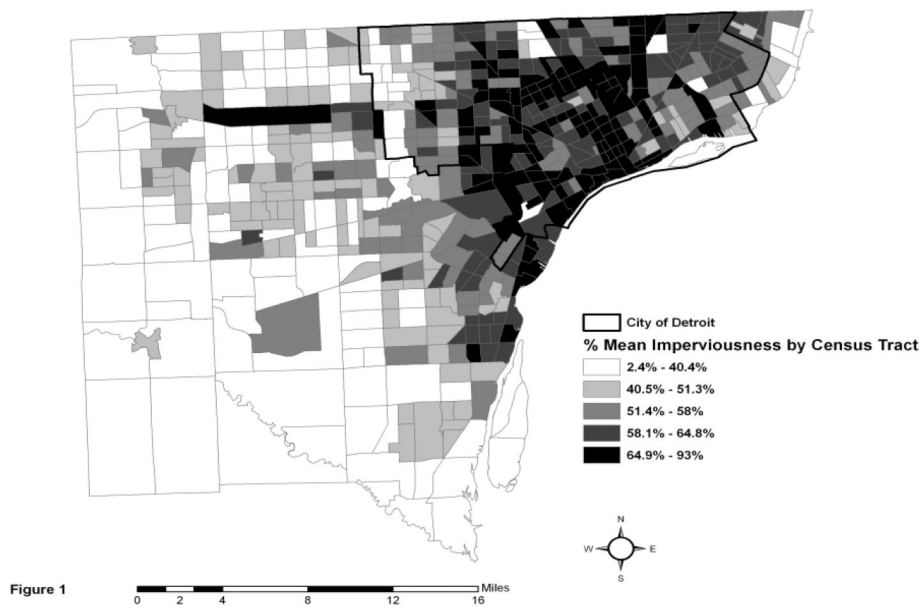 City of Detroit
% Mean Imperviousness by Census Tract
2.4% - 40.4%
40.5% - 51.3%
51.4% - 58%
58.1% - 64.8%
64.9% - 93%
N
W E
S
Figure 1
Miles
0 2 4 8 12 16